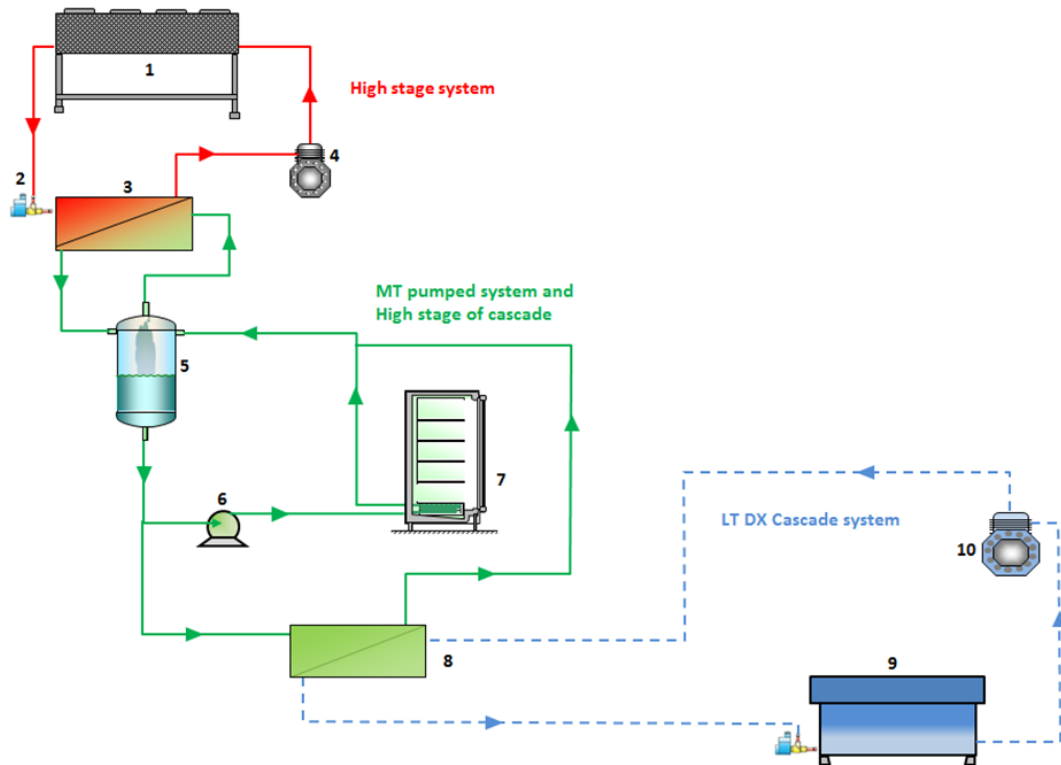 1
High stage system
4
2
3
MT pumped system and
High stage of cascade
5
7
6
LT DX Cascade system
10
8
9